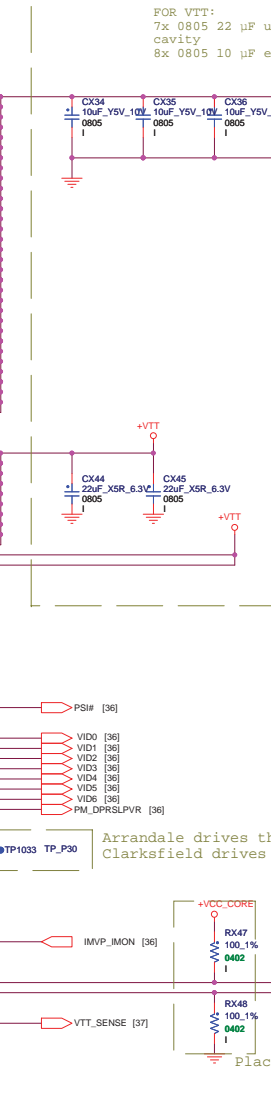 FOR VTT:
7x 0805 22 µF u
cavity
8x 0805 10 µF e
CX34
10uF_Y5V_10V
0805
I
CX35
10uF_Y5V_10V
0805
I
CX36
10uF_Y5V_
0805
I
+VTT
CX44
22uF_X5R_6.3V
0805
I
CX45
22uF_X5R_6.3V
0805
I
+VTT
PSI# [36]
VID0 [36]
VID1 [36]
VID2 [36]
VID3 [36]
VID4 [36]
VID5 [36]
VID6 [36]
PM_DPRSLPVR [36]
TP1033 TP_P30
Arrandale drives th
Clarksfield drives
+VCC_CORE
RX47
100_1%
0402
I
IMVP_IMON [36]
RX48
100_1%
0402
I
VTT_SENSE [37]
Plac